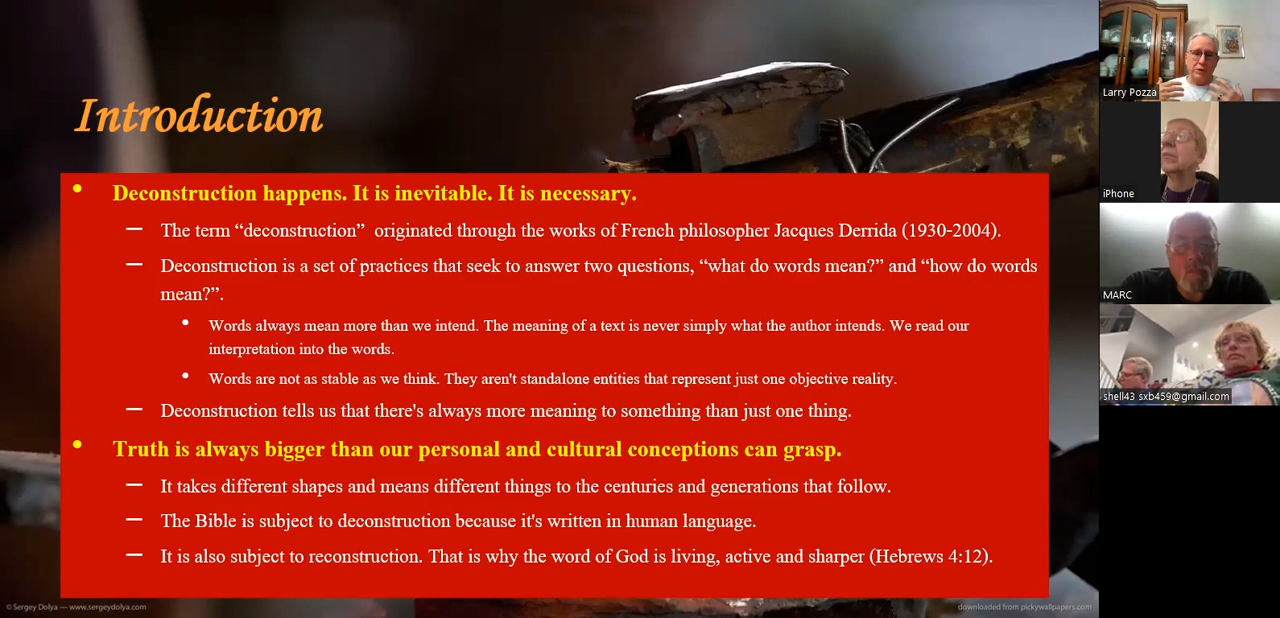 Introduction
• Deconstruction happens. It is inevitable. It is necessary.
– The term “deconstruction”  originated through the works of French philosopher Jacques Derrida (1930-2004).
– Deconstruction is a set of practices that seek to answer two questions, “what do words mean?” and “how do words
mean?”.
• Words always mean more than we intend. The meaning of a text is never simply what the author intends. We read our
interpretation into the words.
• Words are not as stable as we think. They aren't standalone entities that represent just one objective reality.
– Deconstruction tells us that there's always more meaning to something than just one thing.
• Truth is always bigger than our personal and cultural conceptions can grasp.
– It takes different shapes and means different things to the centuries and generations that follow.
– The Bible is subject to deconstruction because it's written in human language.
– It is also subject to reconstruction. That is why the word of God is living, active and sharper (Hebrews 4:12).
© Sergey Dolya — www.sergeydolya.com
downloaded from pickywallpapers.com
Larry Pozza
iPhone
MARC
shell43 sxb459@gmail.com